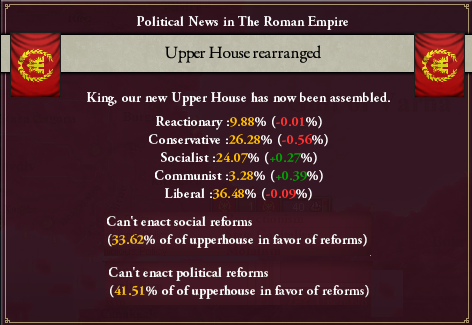 Political News in The Roman Empire
Upper House rearranged
King, our new Upper House has now been assembled.
Reactionary :9.88% (-0.01%)
Conservative :26.28% (-0.56%)
Socialist :24.07% (+0.27%)
Communist :3.28% (+0.39%)
Liberal :36.48% (-0.09%)
Can't enact social reforms
(33.62% of of upperhouse in favor of reforms)
Can't enact political reforms
(41.51% of of upperhouse in favor of reforms)